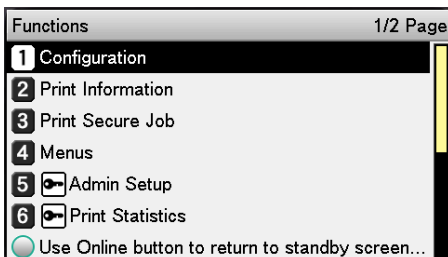 Functions 1/2 Page
1 Configuration
2 Print Information
3 Print Secure Job
4 Menus
5 Admin Setup
6 Print Statistics
Use Online button to return to standby screen...